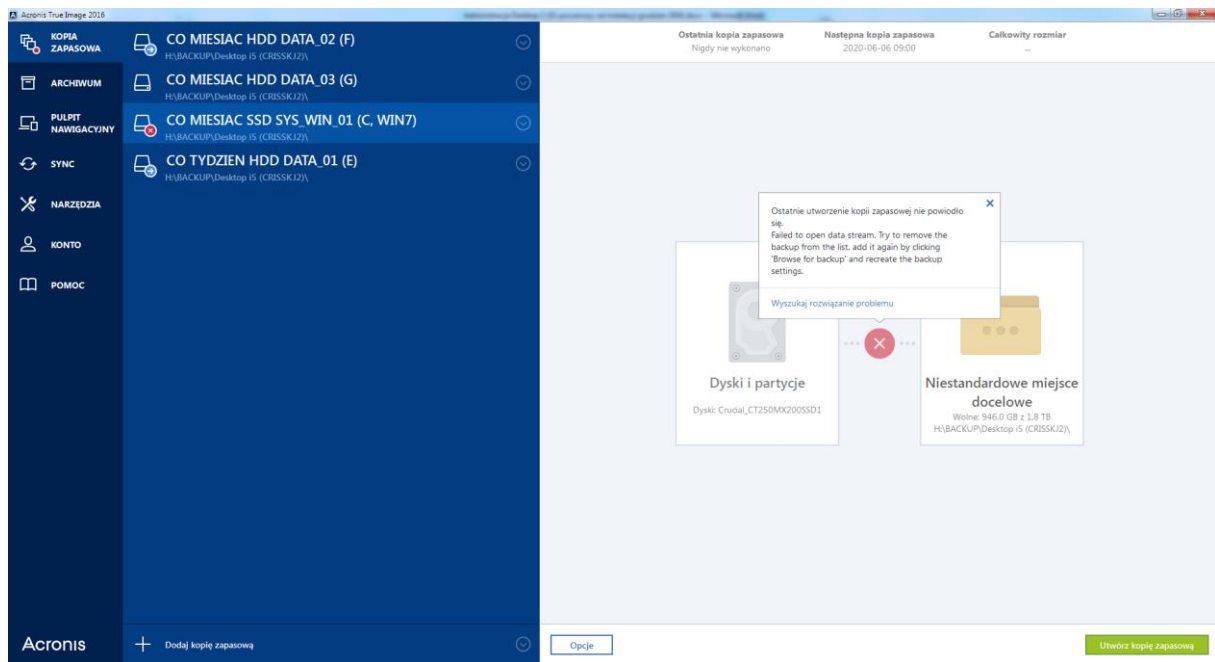 Acronis True Image 2016
KOPIA
ZAPASOWA
ARCHIWUM
PULPIT
NAWIGACYJNY
SYNC
NARZĘDZIA
KONTO
POMOC
Acronis
CO MIESIAC HDD DATA_02 (F)
H:\BACKUP\Desktop i5 (CRISSKJ2)\
CO MIESIAC HDD DATA_03 (G)
H:\BACKUP\Desktop i5 (CRISSKJ2)\
CO MIESIAC SSD SYS_WIN_01 (C, WIN7)
H:\BACKUP\Desktop i5 (CRISSKJ2)\
CO TYDZIEN HDD DATA_01 (E)
H:\BACKUP\Desktop i5 (CRISSKJ2)\
Dodaj kopię zapasową
Ostatnia kopia zapasowa
Nigdy nie wykonano
Następna kopia zapasowa
2020-06-06 09:00
Całkowity rozmiar
--
Ostatnie utworzenie kopii zapasowej nie powiodło
się.
Failed to open data stream. Try to remove the
backup from the list, add it again by clicking
'Browse for backup' and recreate the backup
settings.
Wyszukaj rozwiązanie problemu
Dyski i partycje
Dyski: Crucial_CT250MX200SSD1
Niestandardowe miejsce
docelowe
Wolne: 946.0 GB z 1.8 TB
H:\BACKUP\Desktop i5 (CRISSKJ2)\
Opcje
Utwórz kopię zapasową